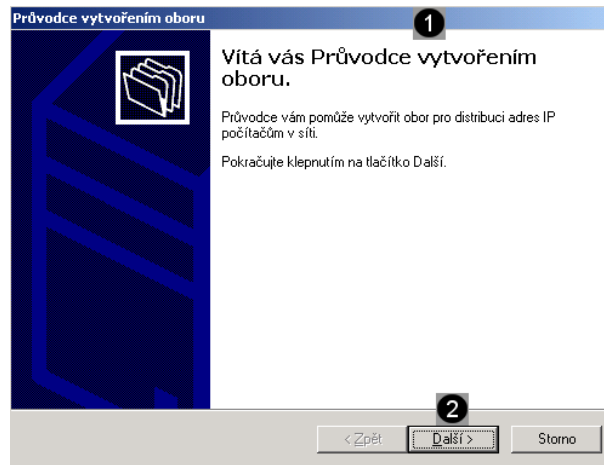 Průvodce vytvořením oboru
1
Vítá vás Průvodce vytvořením
oboru.
Průvodce vám pomůže vytvořit obor pro distribuci adres IP
počítačům v síti.
Pokračujte klepnutím na tlačítko Další.
2
< Zpět Další > Storno